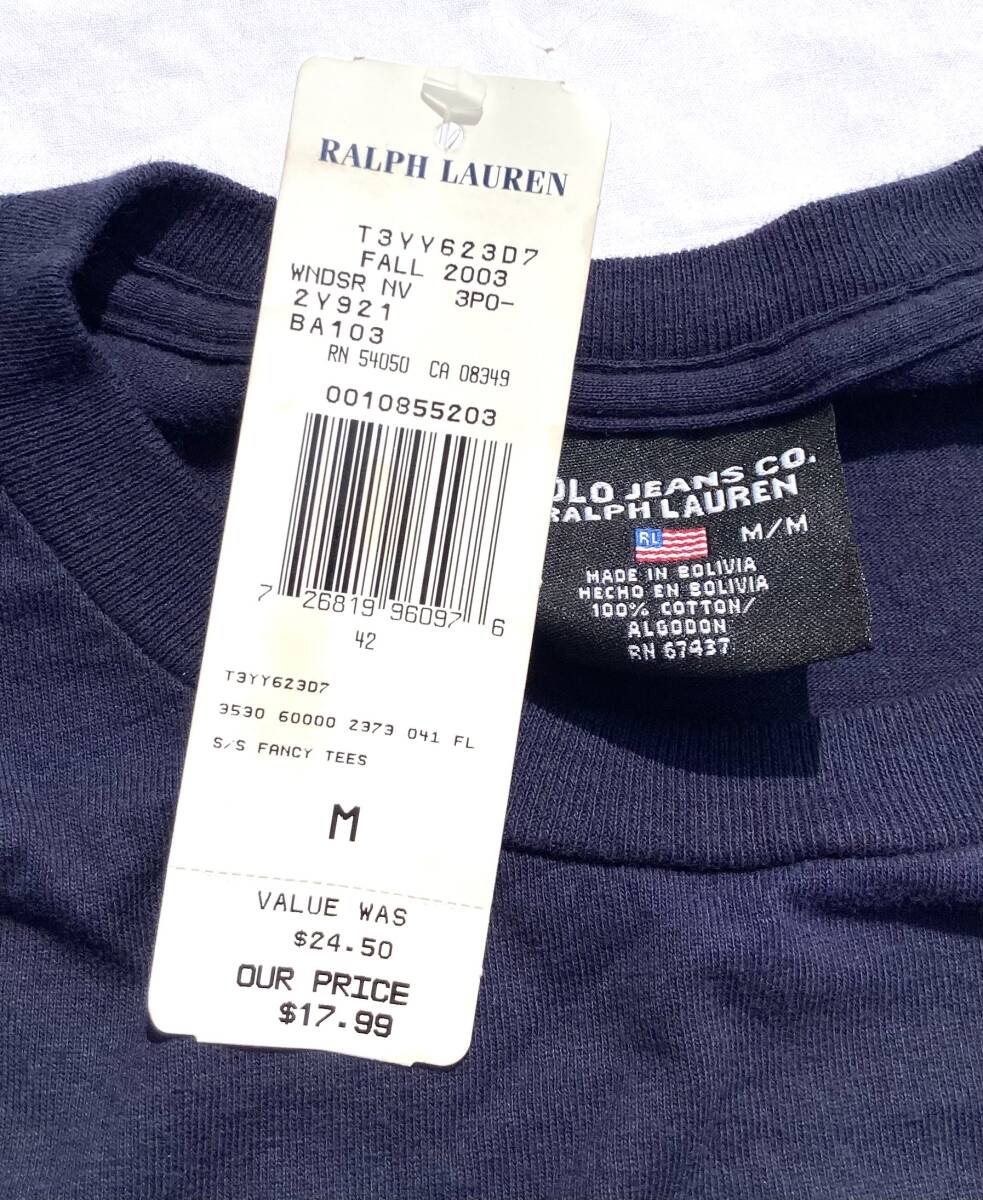 RALPH LAUREN
T3YY623D7
FALL 2003
WNDSR NV 3PO-
2Y921
BA103
RN 54050 CA 08349
0010855203
7 26819 96097 6
42
T3YY623D7
3530 60000 2373 041 FL
S/S FANCY TEES
M
VALUE WAS
$24.50
OUR PRICE
$17.99
OLO JEANS CO.
RALPH LAUREN
RL M/M
MADE IN BOLIVIA
HECHO EN BOLIVIA
100% COTTON/
ALGODON
RN 67437